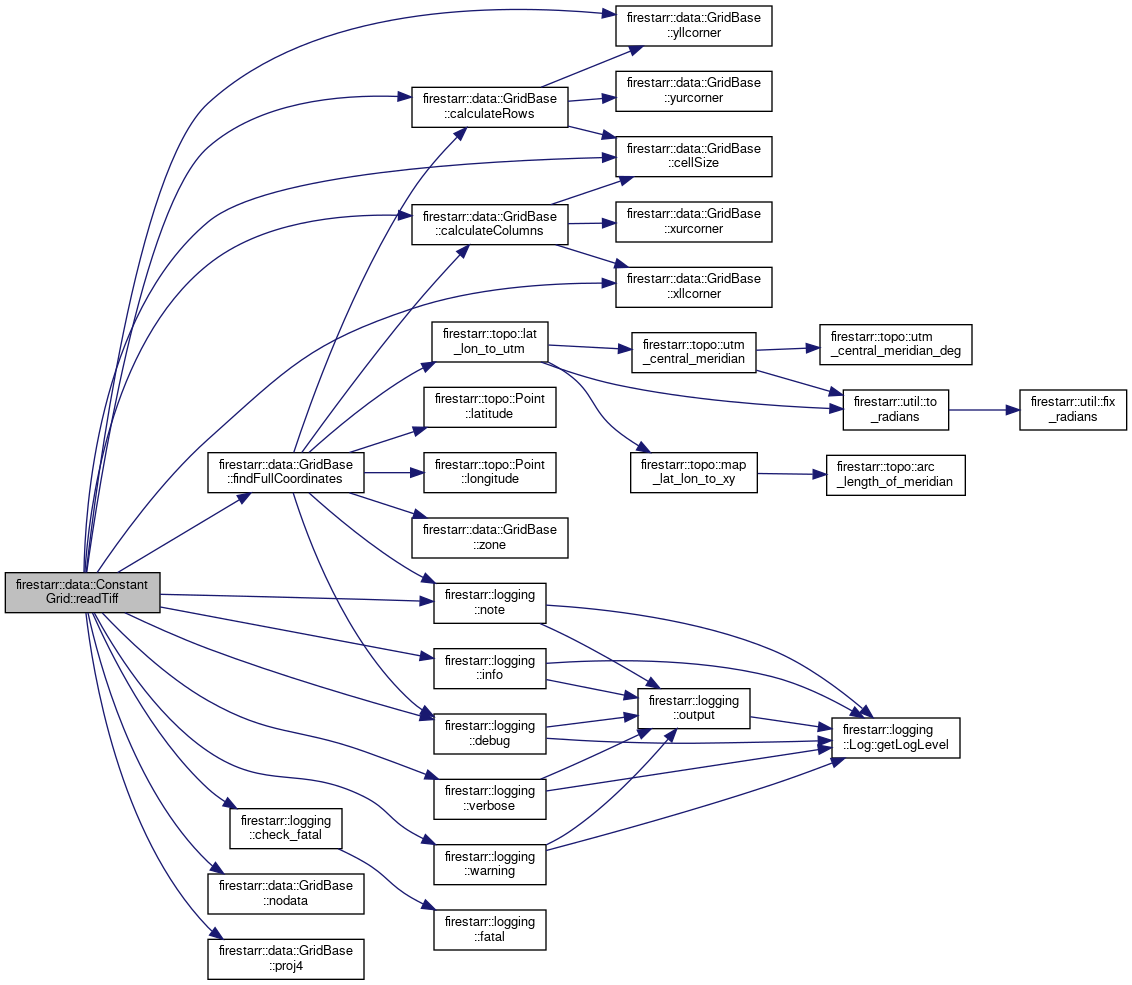 firestarr::data::GridBase
::yllcorner
firestarr::data::GridBase
::yurcorner
firestarr::data::GridBase
::calculateRows
firestarr::data::GridBase
::cellSize
firestarr::data::GridBase
::calculateColumns
firestarr::data::GridBase
::xurcorner
firestarr::data::GridBase
::xllcorner
firestarr::topo::lat
_lon_to_utm
firestarr::topo::utm
_central_meridian
firestarr::topo::utm
_central_meridian_deg
firestarr::topo::Point
::latitude
firestarr::util::to
_radians
firestarr::util::fix
_radians
firestarr::data::GridBase
::findFullCoordinates
firestarr::topo::Point
::longitude
firestarr::topo::map
_lat_lon_to_xy
firestarr::topo::arc
_length_of_meridian
firestarr::data::GridBase
::zone
firestarr::data::Constant
Grid::readTiff
firestarr::logging
::note
firestarr::logging
::info
firestarr::logging
::output
firestarr::logging
::debug
firestarr::logging
::Log::getLogLevel
firestarr::logging
::verbose
firestarr::logging
::check_fatal
firestarr::logging
::warning
firestarr::data::GridBase
::nodata
firestarr::logging
::fatal
firestarr::data::GridBase
::proj4